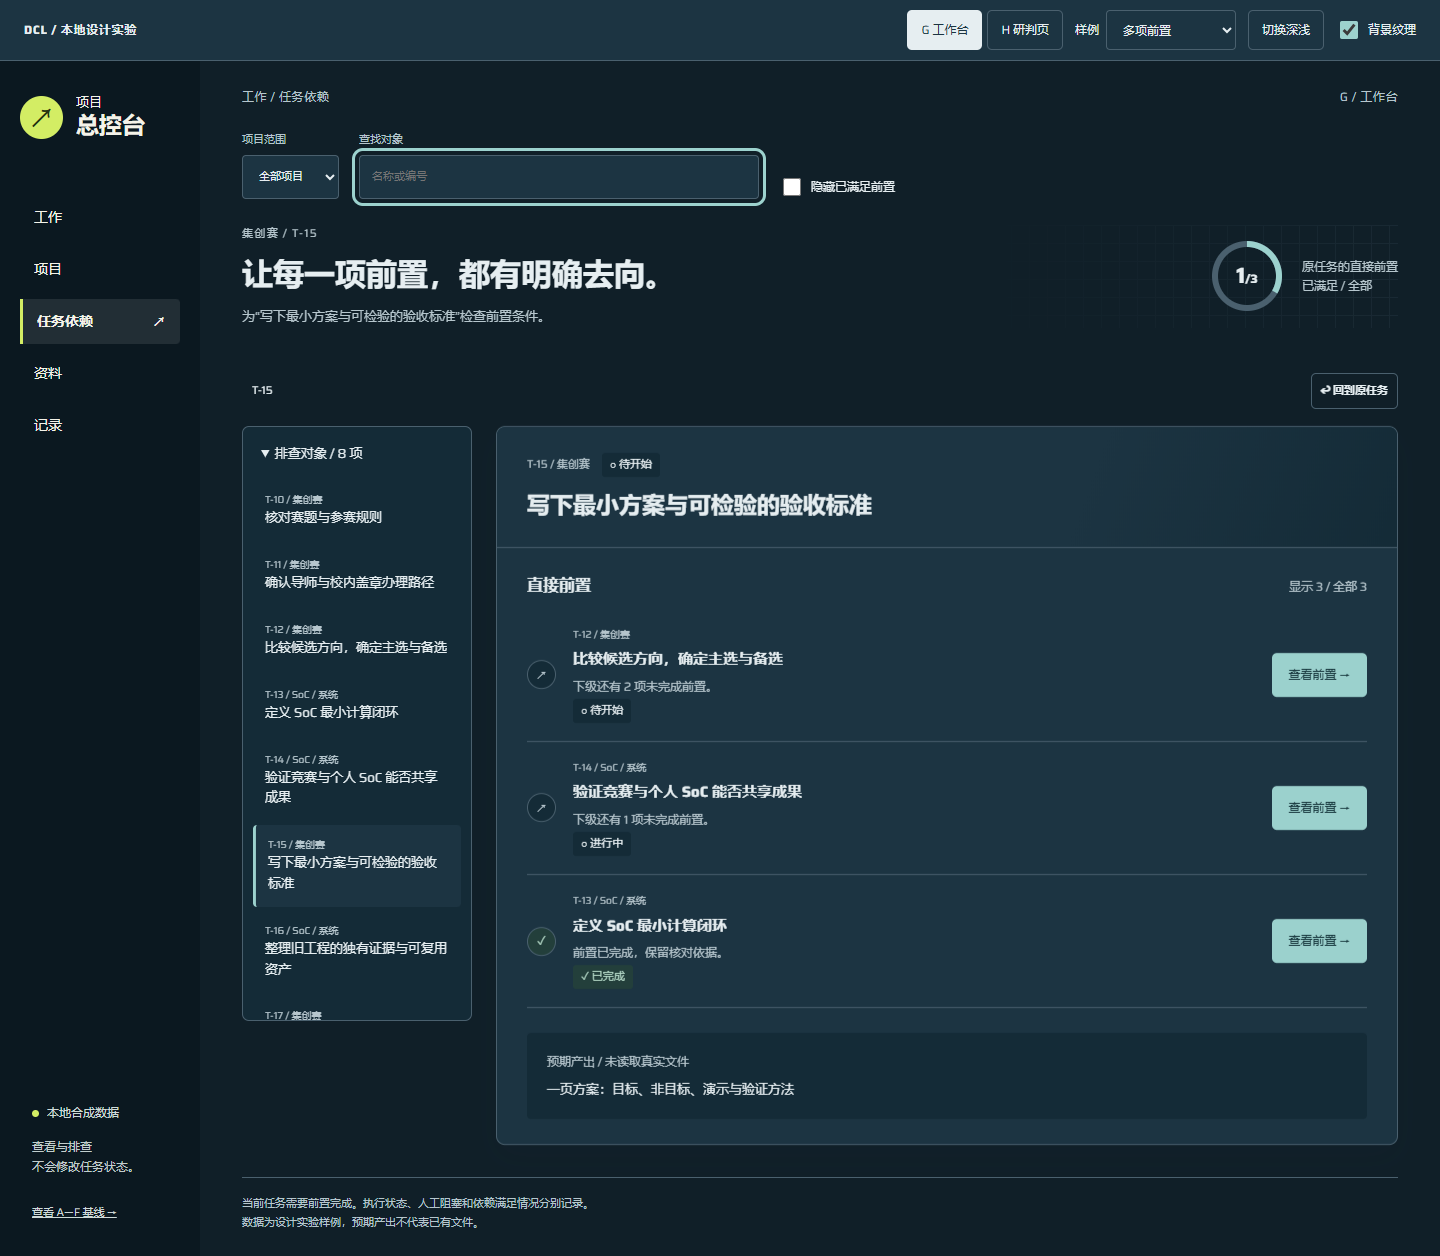 DCL / 本地设计实验
G 工作台
H 研判页
样例
多项前置
切换深浅
背景纹理
项目
总控台
工作
项目
任务依赖
资料
记录
本地合成数据
查看与排查
不会修改任务状态。
查看 A—F 基线→
工作 / 任务依赖
G / 工作台
项目范围
全部项目
查找对象
名称或编号
隐藏已满足前置
集创赛 / T-15
让每一项前置，都有明确去向。
为“写下最小方案与可检验的验收标准”检查前置条件。
1/3
原任务的直接前置
已满足 / 全部
T-15
回到原任务
排查对象 / 8 项
T-10 / 集创赛
核对赛题与参赛规则
T-11 / 集创赛
确认导师与校内盖章办理路径
T-12 / 集创赛
比较候选方向，确定主选与备选
T-13 / SoC / 系统
定义 SoC 最小计算闭环
T-14 / SoC / 系统
验证竞赛与个人 SoC 能否共享
成果
T-15 / 集创赛
写下最小方案与可检验的验收
标准
T-16 / SoC / 系统
整理旧工程的独有证据与可复用
资产
T-17 / 集创赛
T-15 / 集创赛
待开始
写下最小方案与可检验的验收标准
直接前置
显示 3 / 全部 3
T-12 / 集创赛
比较候选方向，确定主选与备选
下级还有 2 项未完成前置。
待开始
查看前置→
T-14 / SoC / 系统
验证竞赛与个人 SoC 能否共享成果
下级还有 1 项未完成前置。
进行中
查看前置→
T-13 / SoC / 系统
定义 SoC 最小计算闭环
前置已完成，保留核对依据。
✓ 已完成
查看前置→
预期产出 / 未读取真实文件
一页方案：目标、非目标、演示与验证方法
当前任务需要前置完成。执行状态、人工阻塞和依赖满足情况分别记录。
数据为设计实验样例，预期产出不代表已有文件。